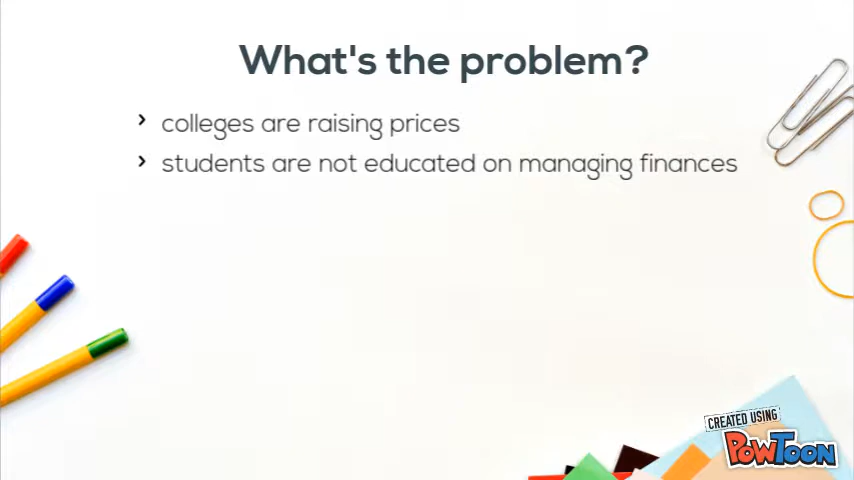 What's the problem?
› colleges are raising prices
› students are not educated on managing finances
CREATED USING
POWTOON